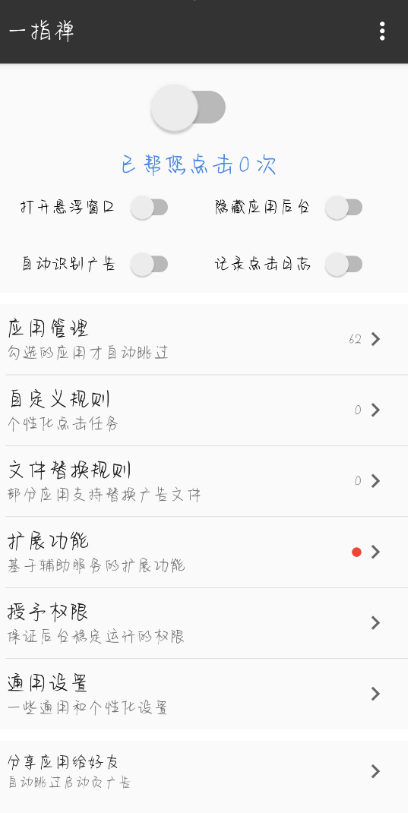 一指禅
已帮您点击0次
打开悬浮窗口
隐藏应用后台
自动识别广告
记录点击日志
应用管理
62
勾选的应用才自动跳过
自定义规则
0
个性化点击任务
文件替换规则
0
部分应用支持替换广告文件
扩展功能
基于辅助服务的扩展功能
授予权限
保证后台稳定运行的权限
通用设置
一些通用和个性化设置
分享应用给好友
自动跳过启动页广告